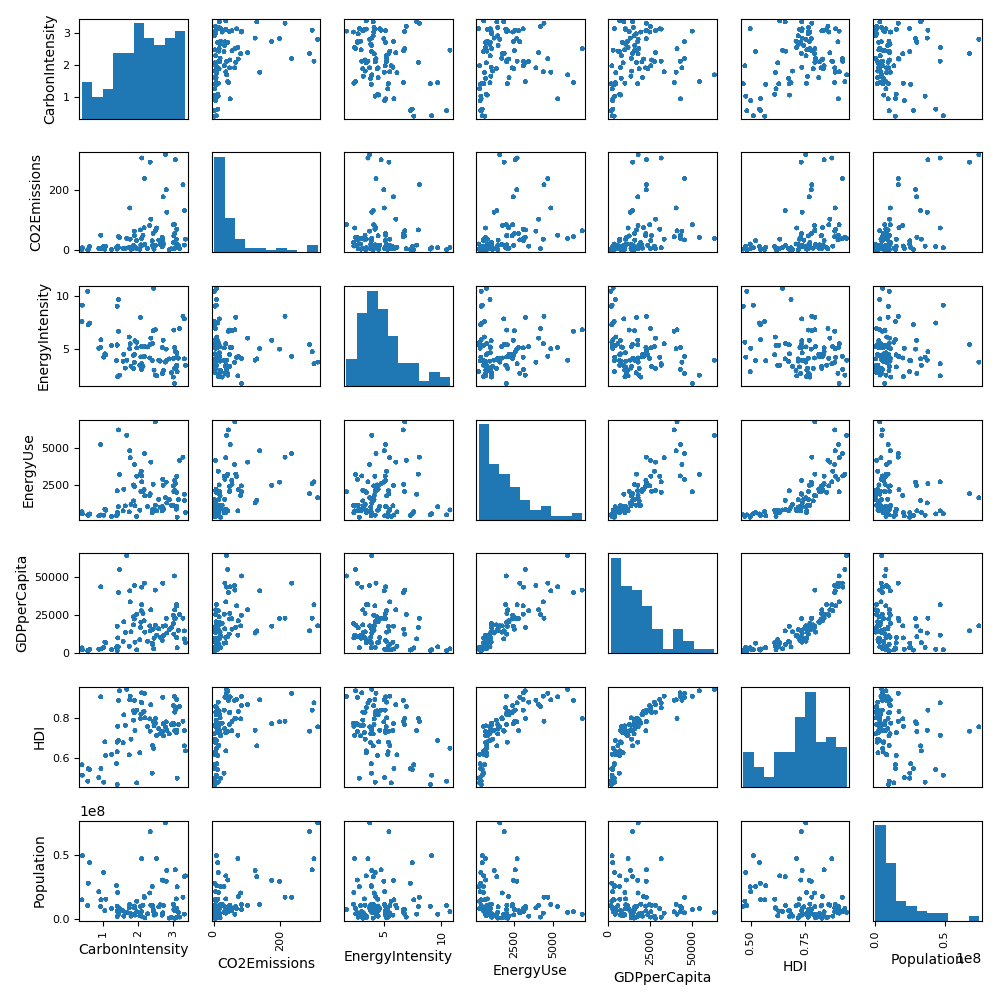 CarbonIntensity
3
2
1
CO2Emissions
200
0
EnergyIntensity
10
5
EnergyUse
5000
2500
GDPperCapita
50000
25000
0
HDI
0.8
0.6
1e8
Population
0.5
0.0
1
2
3
CarbonIntensity
0
200
CO2Emissions
5
10
EnergyIntensity
2500
5000
EnergyUse
0
25000
50000
GDPperCapita
0.50
0.75
HDI
0.0
0.5
Population
1e8